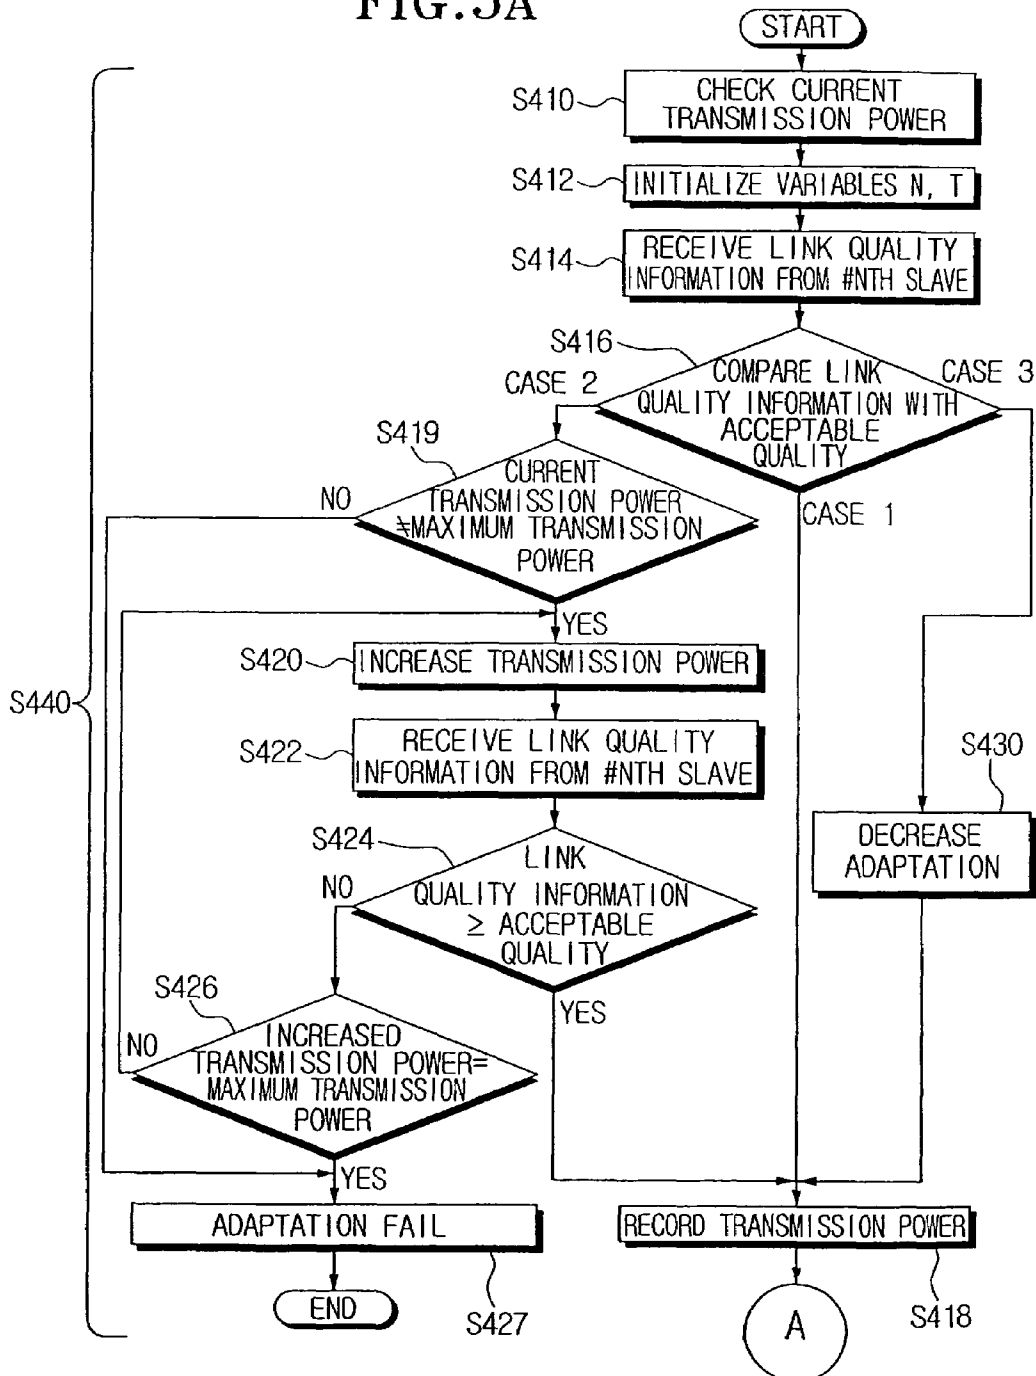 FIG.5A
START
S410
CHECK CURRENT
TRANSMISSION POWER
S412
INITIALIZE VARIABLES N, T
S414
RECEIVE LINK QUALITY
INFORMATION FROM #NTH SLAVE
S416
COMPARE LINK
QUALITY INFORMATION WITH
ACCEPTABLE
QUALITY
CASE 2
CASE 3
CASE 1
S419
CURRENT
TRANSMISSION POWER
≠MAXIMUM TRANSMISSION
POWER
NO
YES
S420
INCREASE TRANSMISSION POWER
S440
S422
RECEIVE LINK QUALITY
INFORMATION FROM #NTH SLAVE
S430
DECREASE
ADAPTATION
S424
LINK
QUALITY INFORMATION
≥ ACCEPTABLE
QUALITY
NO
YES
S426
INCREASED
TRANSMISSION POWER=
MAXIMUM TRANSMISSION
POWER
NO
YES
ADAPTATION FAIL
S427
END
RECORD TRANSMISSION POWER
S418
A